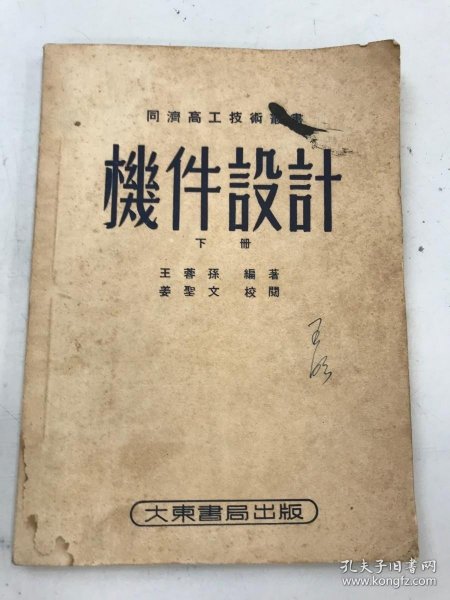 同濟高工技術叢書
機件設計
下冊
王蓉孫 編著
姜聖文 校閱
王
大東書局出版
孔夫子旧书网
www.kongfz.com